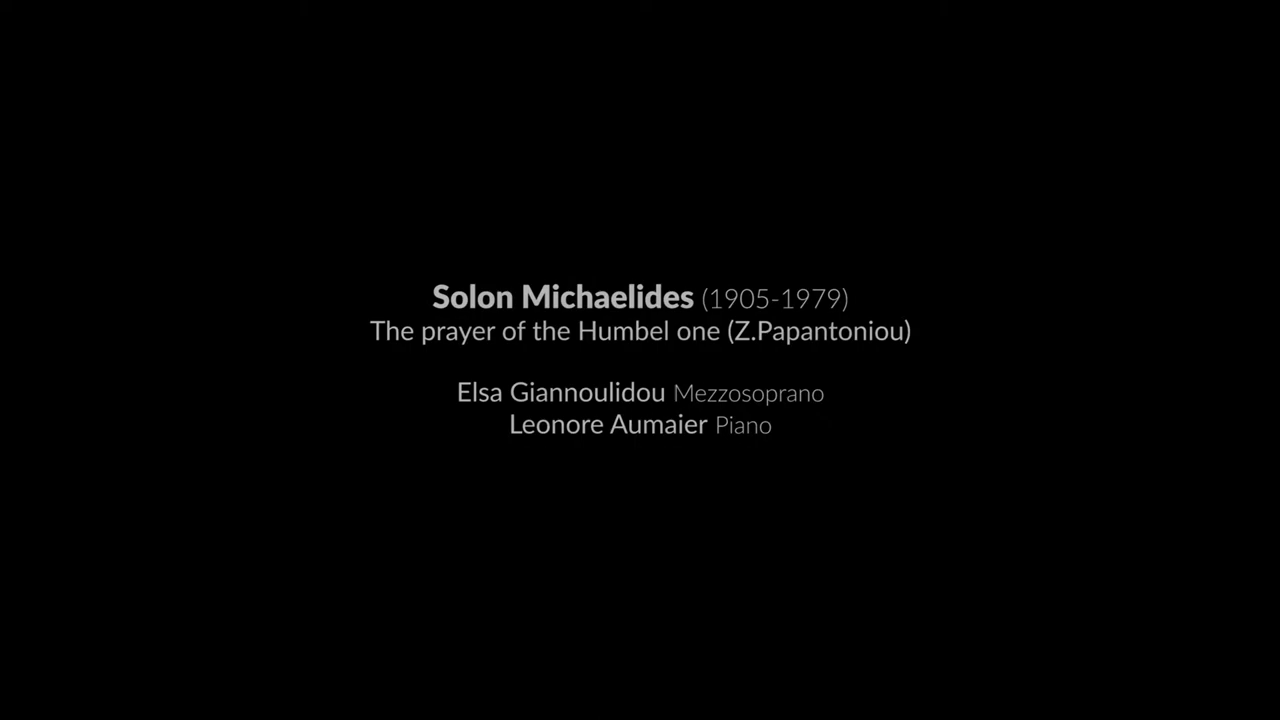 Solon Michaelides (1905-1979)
The prayer of the Humbel one (Z.Papantoniou)
Elsa Giannoulidou Mezzosoprano
Leonore Aumaier Piano